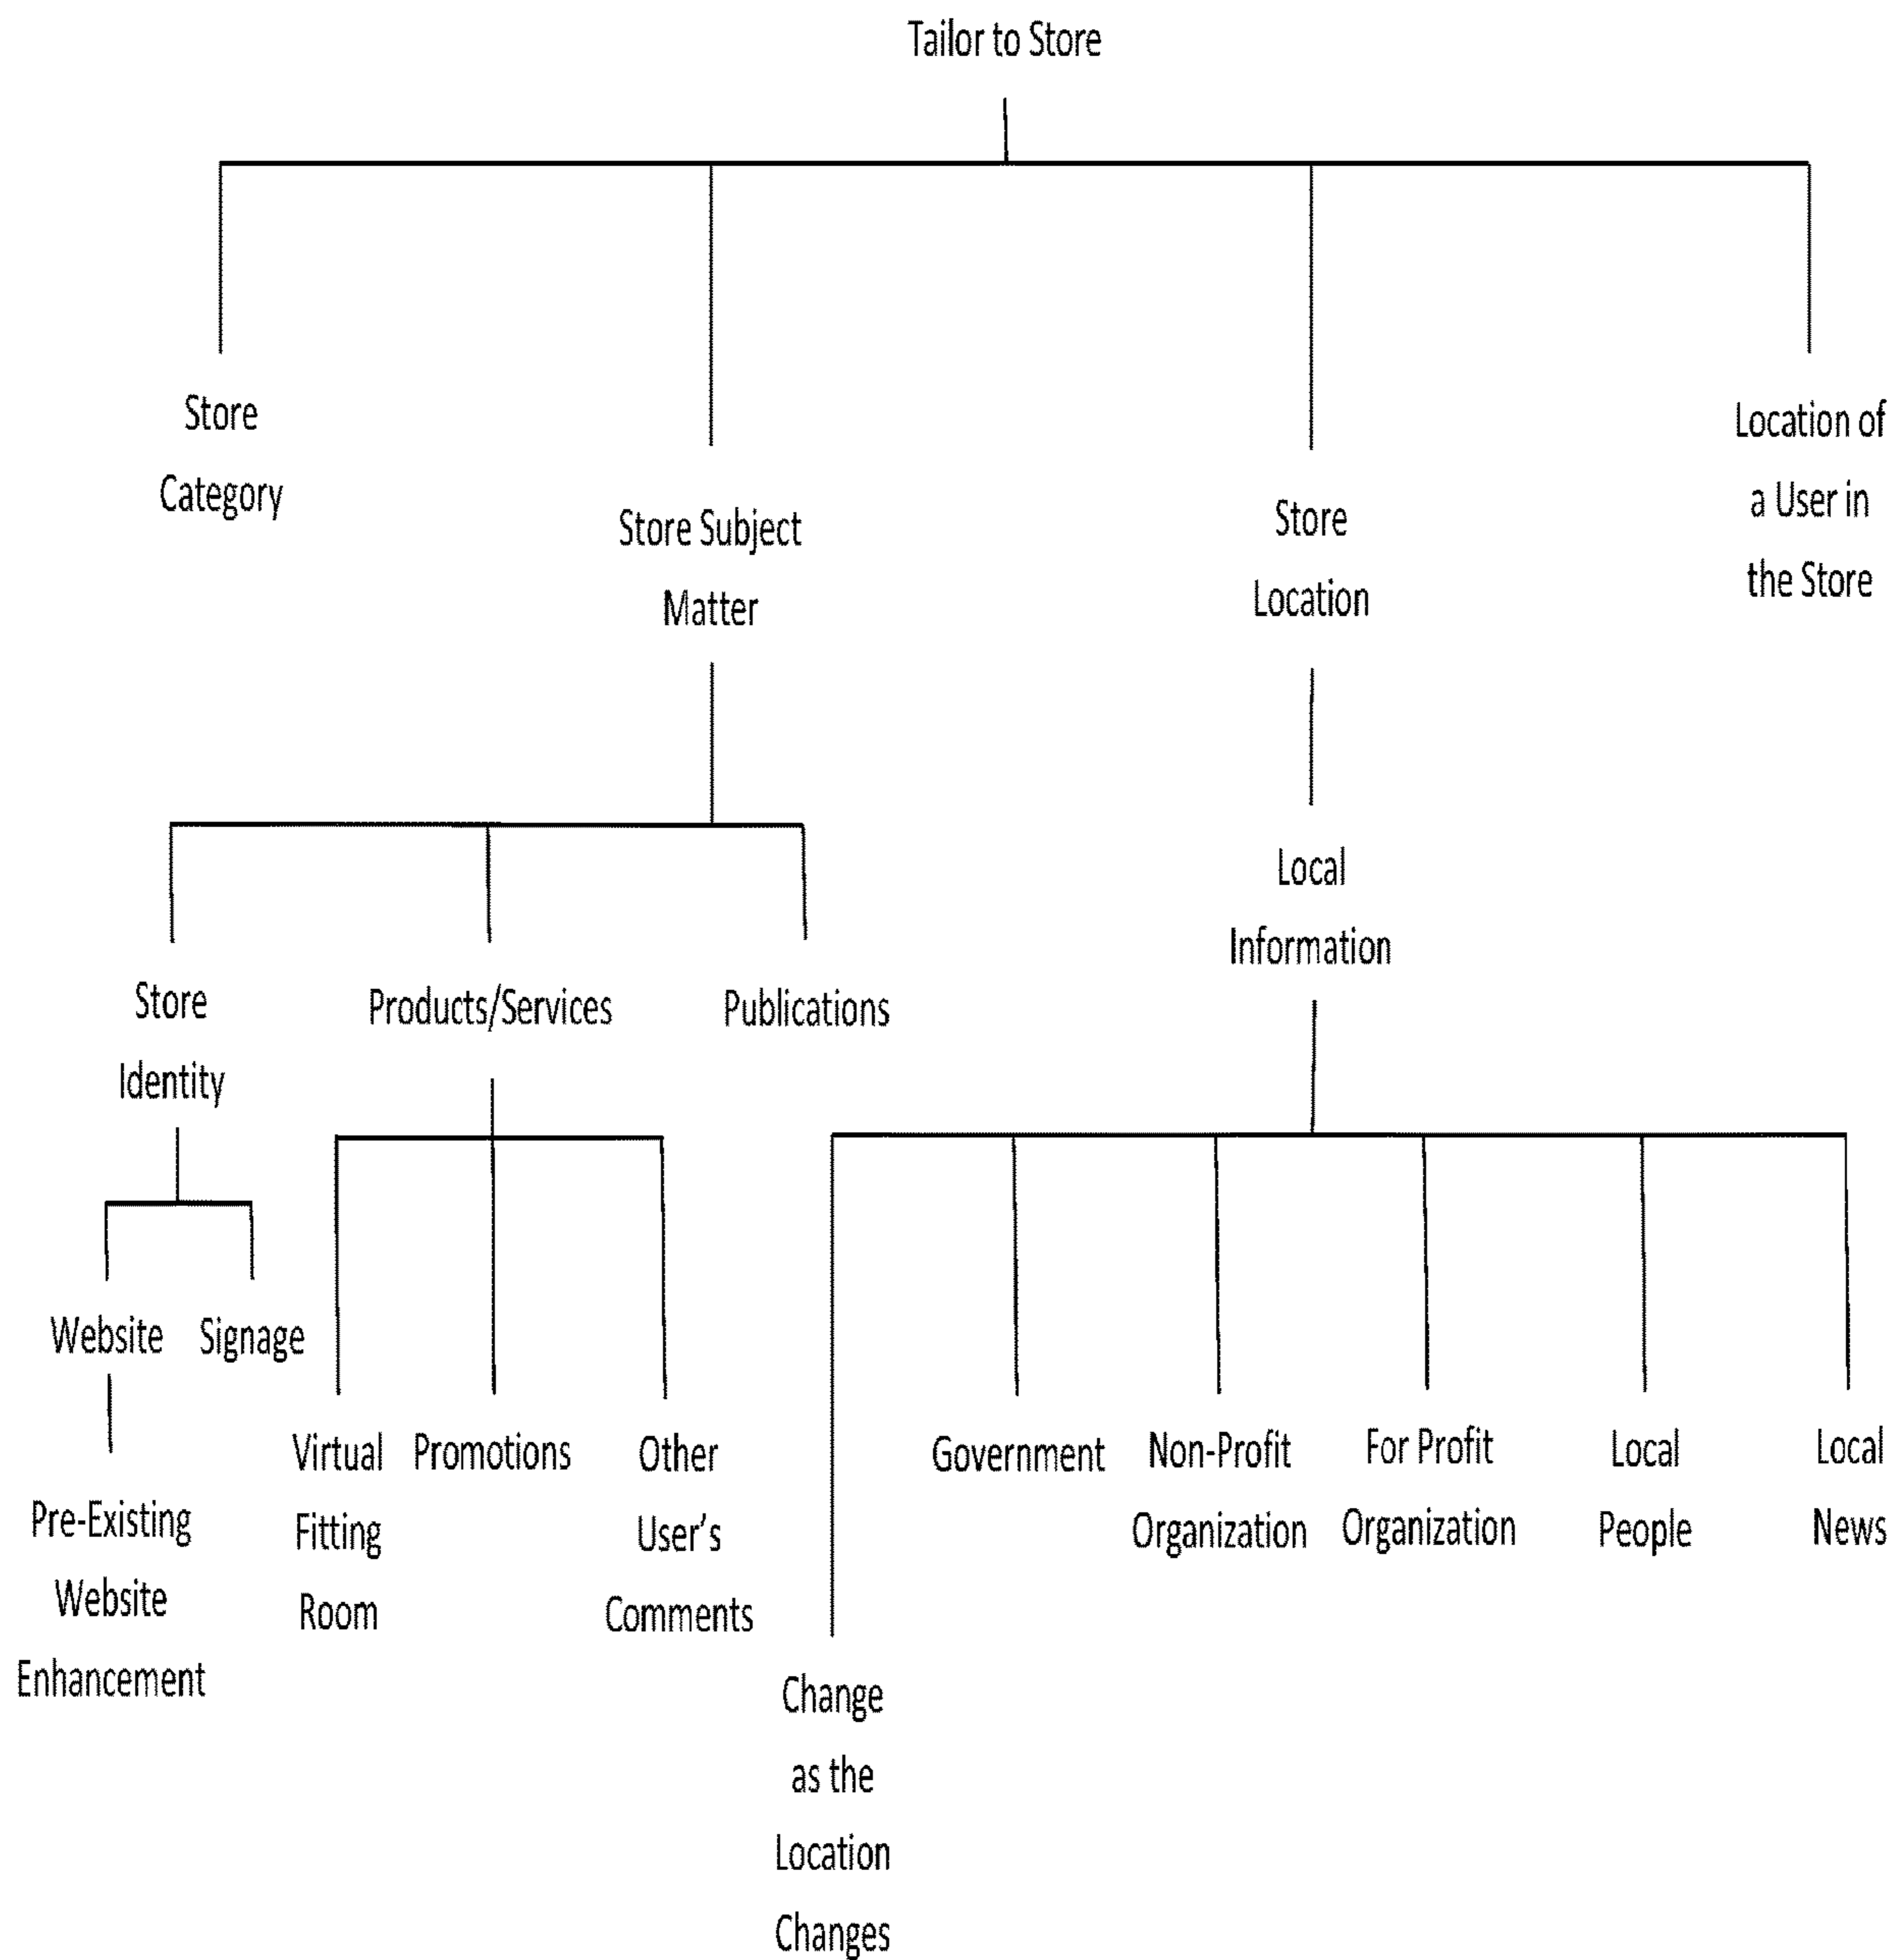 Tailor to Store
Store
Category
Store Subject
Matter
Store
Location
Location of
a User in
the Store
Local
Information
Store
Identity
Products/Services
Publications
Website
Signage
Pre-Existing
Website
Enhancement
Virtual
Fitting
Room
Promotions
Other
User’s
Comments
Change
as the
Location
Changes
Government
Non-Profit
Organization
For Profit
Organization
Local
People
Local
News